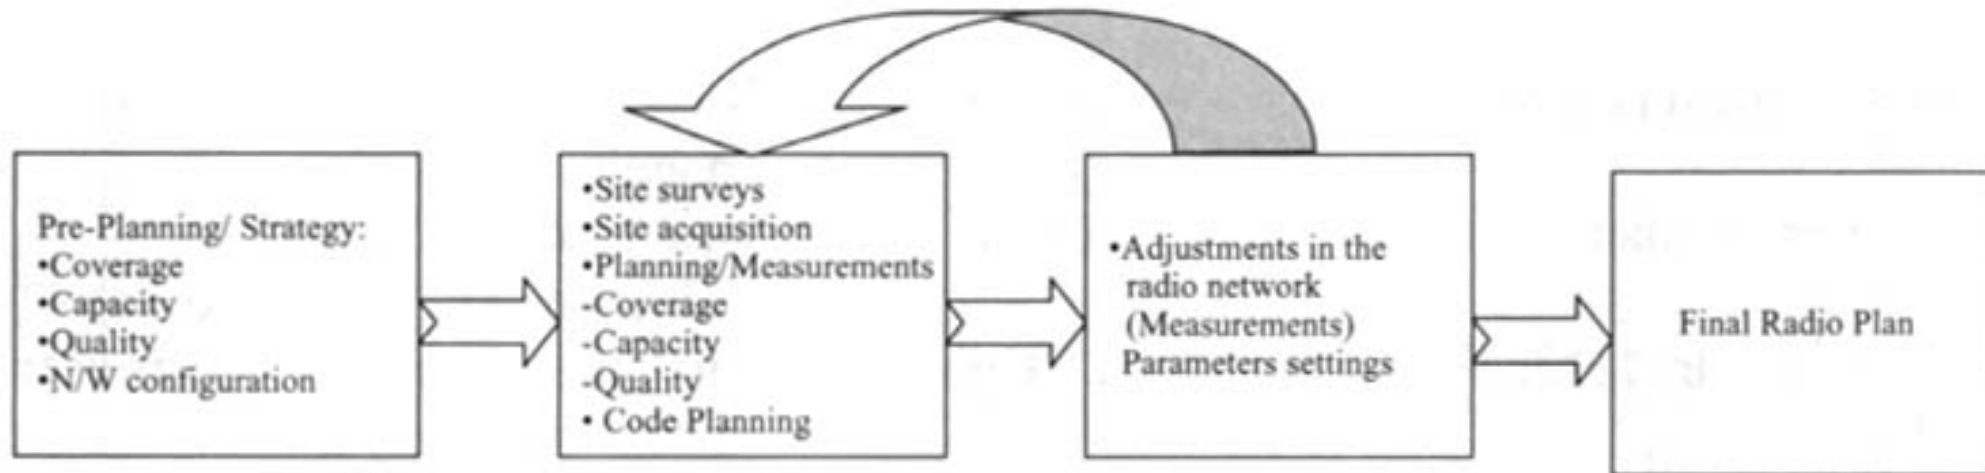 Pre-Planning/ Strategy:
•Coverage
•Capacity
•Quality
•N/W configuration
•Site surveys
•Site acquisition
•Planning/Measurements
-Coverage
-Capacity
-Quality
• Code Planning
•Adjustments in the
radio network
(Measurements)
Parameters settings
Final Radio Plan